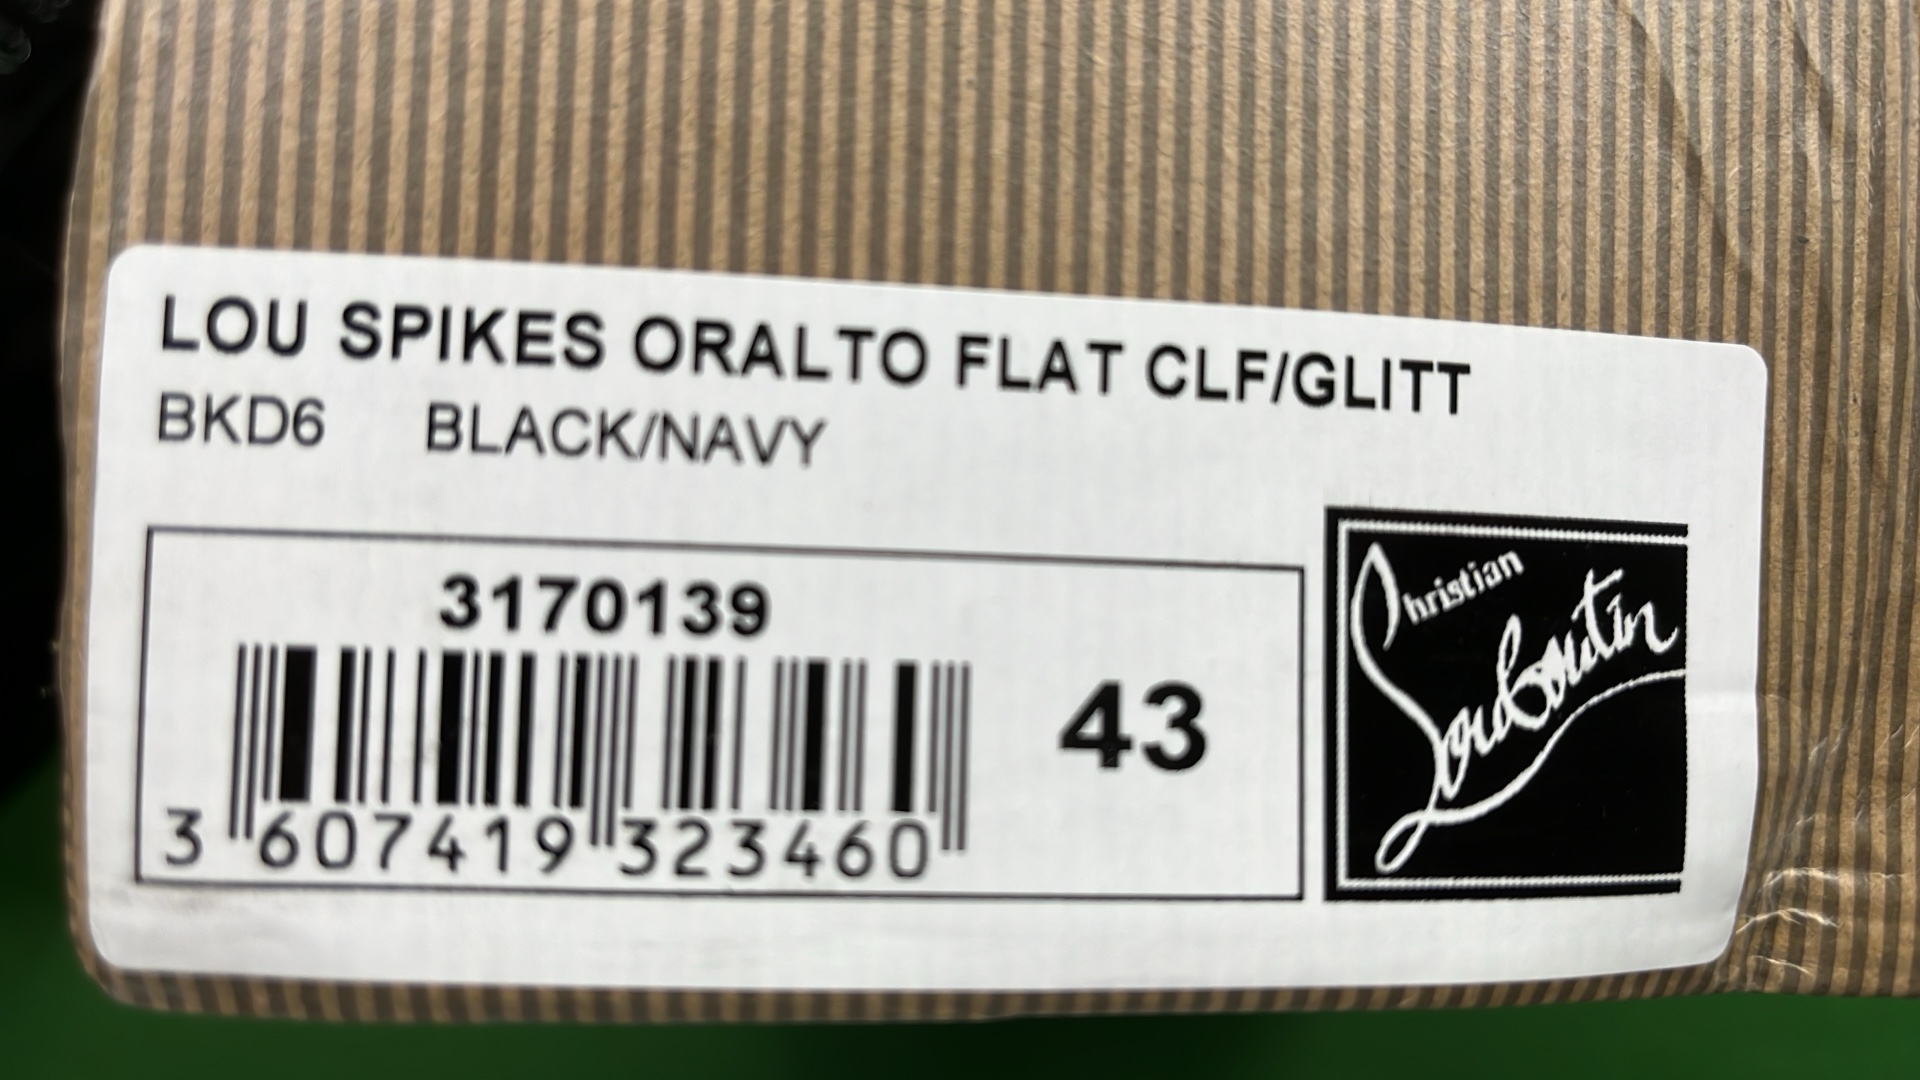 LOU SPIKES ORALTO FLAT CLF/GLITT
BKD6 BLACK/NAVY
3170139
43
3 607419 323460
Christian
Louboutin